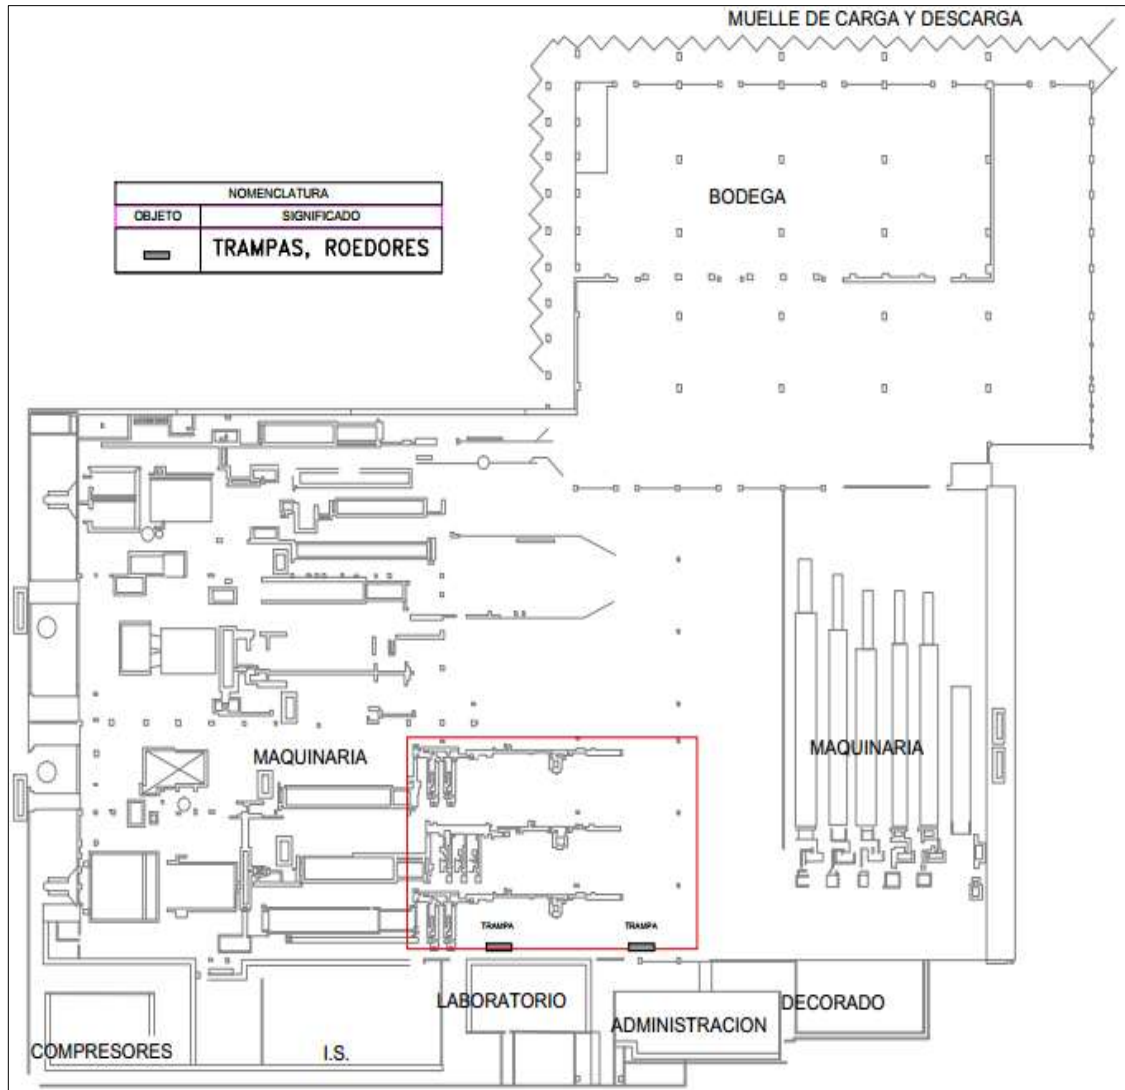 MUELLE DE CARGA Y DESCARGA
NOMENCLATURA
OBJETO SIGNIFICADO
TRAMPAS, ROEDORES
BODEGA
MAQUINARIA
MAQUINARIA
TRAMPA TRAMPA
LABORATORIO
DECORADO
ADMINISTRACION
COMPRESORES
I.S.